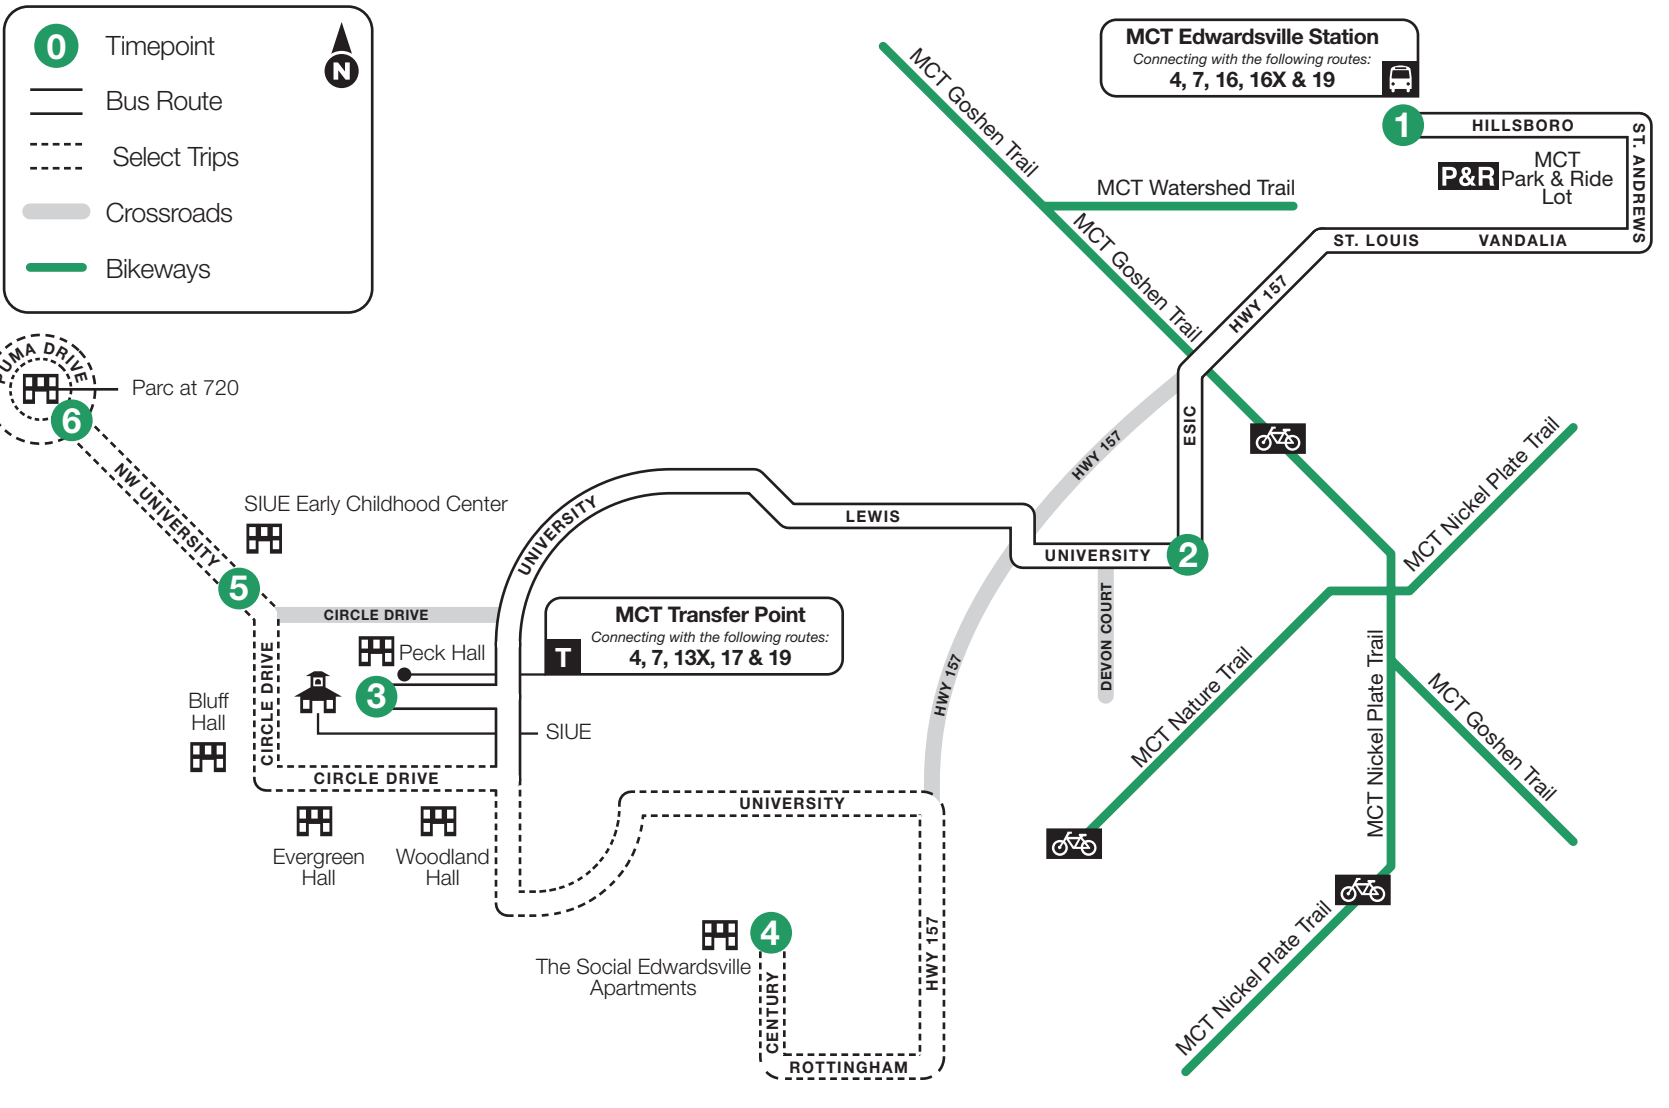 0 Timepoint
N
Bus Route
Select Trips
Crossroads
Bikeways
MCT Edwardsville Station
Connecting with the following routes:
4, 7, 16, 16X & 19
1
HILLSBORO
ST. ANDREWS
P&R
MCT
Park & Ride
Lot
ST. LOUIS
VANDALIA
HWY 157
MCT Goshen Trail
MCT Watershed Trail
MCT Goshen Trail
ESIC
HWY 157
2
UNIVERSITY
DEVON COURT
LEWIS
UNIVERSITY
HWY 157
PUMA DRIVE
Parc at 720
6
NW UNIVERSITY
SIUE Early Childhood Center
5
CIRCLE DRIVE
CIRCLE DRIVE
Peck Hall
3
MCT Transfer Point
Connecting with the following routes:
T
4, 7, 13X, 17 & 19
SIUE
Bluff
Hall
CIRCLE DRIVE
Evergreen
Hall
Woodland
Hall
UNIVERSITY
HWY 157
4
The Social Edwardsville
Apartments
CENTURY
ROTTINGHAM
MCT Nickel Plate Trail
MCT Nature Trail
MCT Nickel Plate Trail
MCT Goshen Trail
MCT Nickel Plate Trail